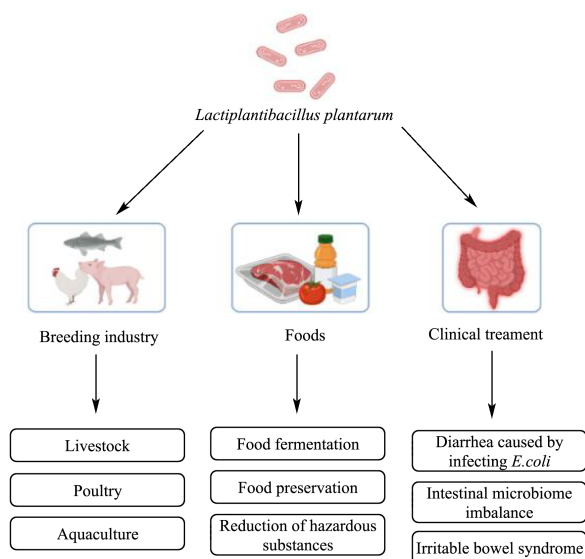 Lactiplantibacillus plantarum
Breeding industry
Foods
Clinical treament
Livestock
Poultry
Aquaculture
Food fermentation
Food preservation
Reduction of hazardous
substances
Diarrhea caused by
infecting E.coli
Intestinal microbiome
imbalance
Irritable bowel syndrome